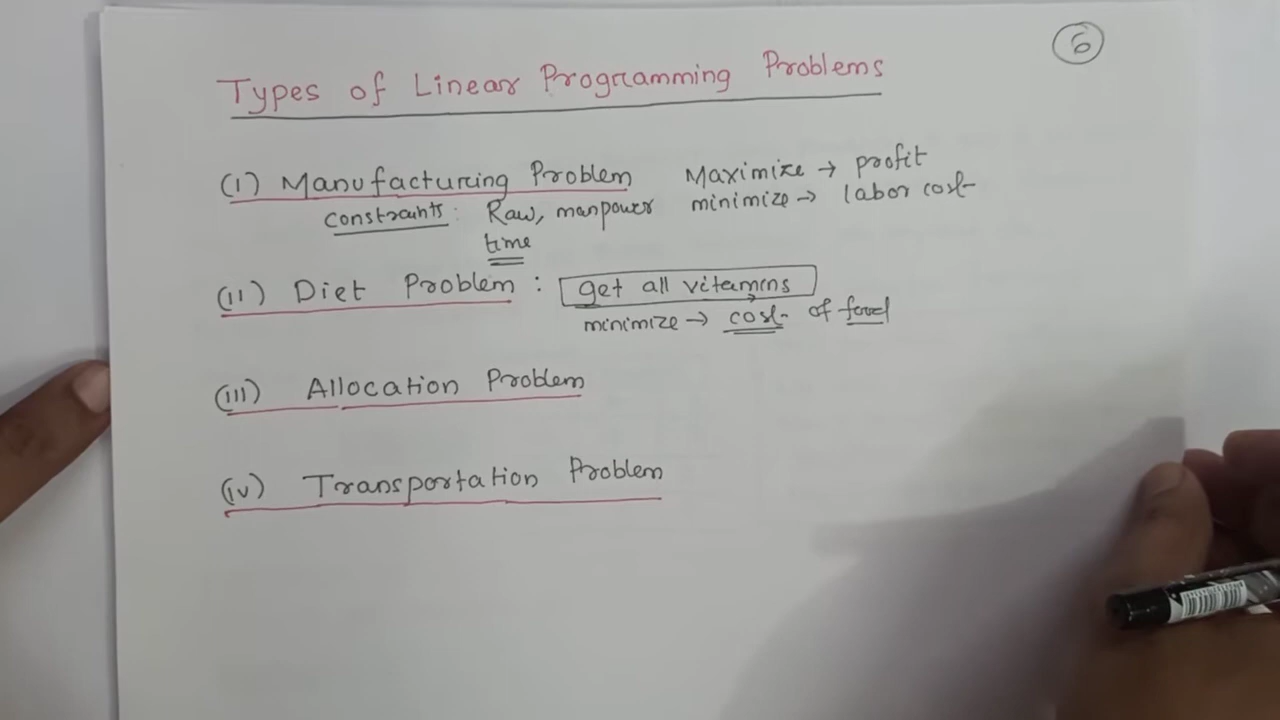 6
Types of Linear Programming Problems
(I) Manufacturing Problem Maximize → profit
constraints: Raw, manpower minimize → labor cost
time
(II) Diet Problem : get all vitamins
minimize → cost of food
(III) Allocation Problem
(iv) Transportation Problem